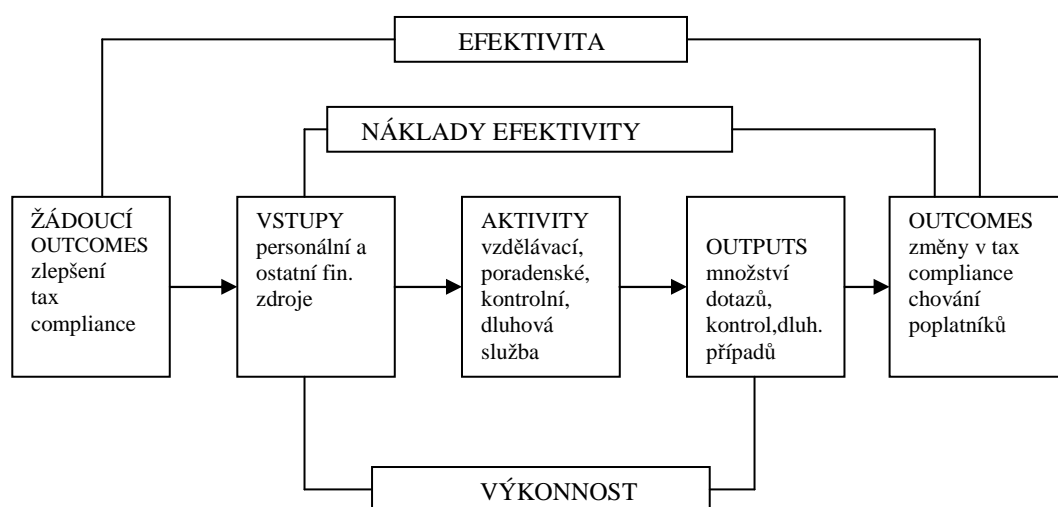 EFEKTIVITA
NÁKLADY EFEKTIVITY
ŽÁDOUCÍ
OUTCOMES
zlepšení
tax
compliance
VSTUPY
personální a
ostatní fin.
zdroje
AKTIVITY
vzdělávací,
poradenské,
kontrolní,
dluhová
služba
OUTPUTS
množství
dotazů,
kontrol,dluh.
případů
OUTCOMES
změny v tax
compliance
chování
poplatníků
VÝKONNOST